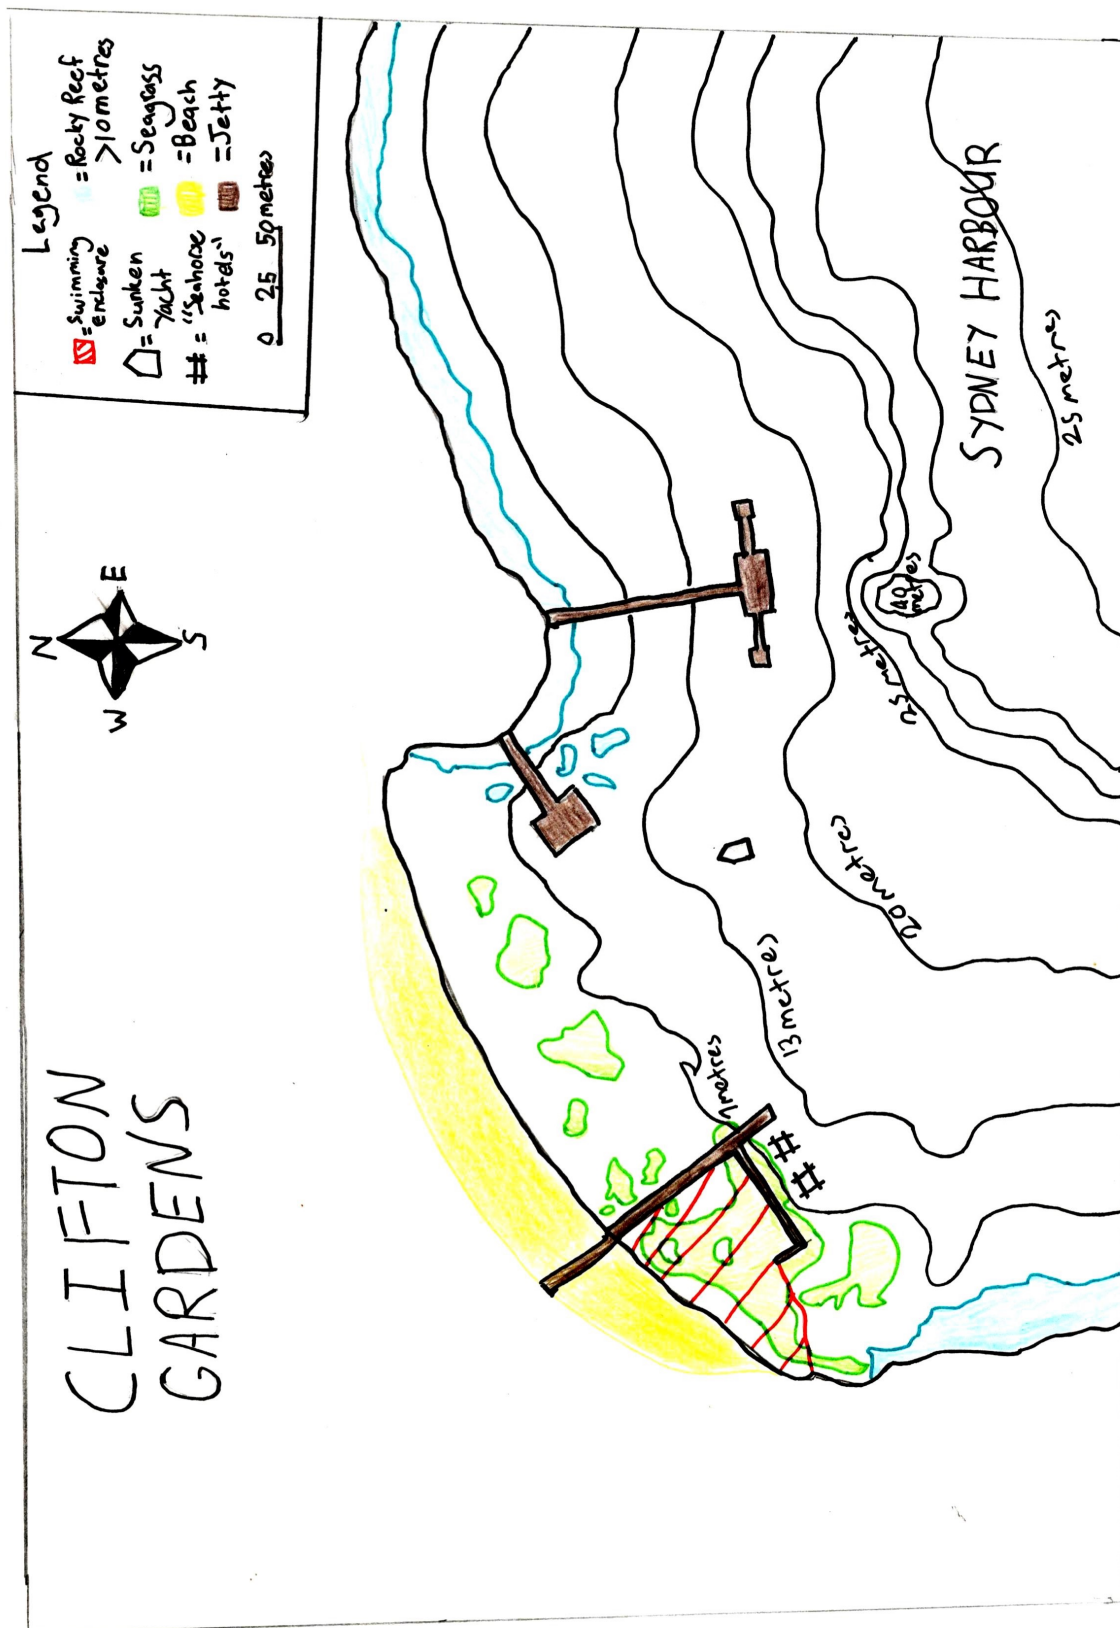 CLIFTON
GARDENS
N
W
E
S
Legend
= Swimming enclosure
= Rocky Reef >10 metres
= Sunken Yacht
= Seagrass
= "Seahorse hotels"
= Beach
= Jetty
0 25 50 metres
7 metres
13 metres
20 metres
25 metres
40 metres
25 metres
SYDNEY HARBOUR